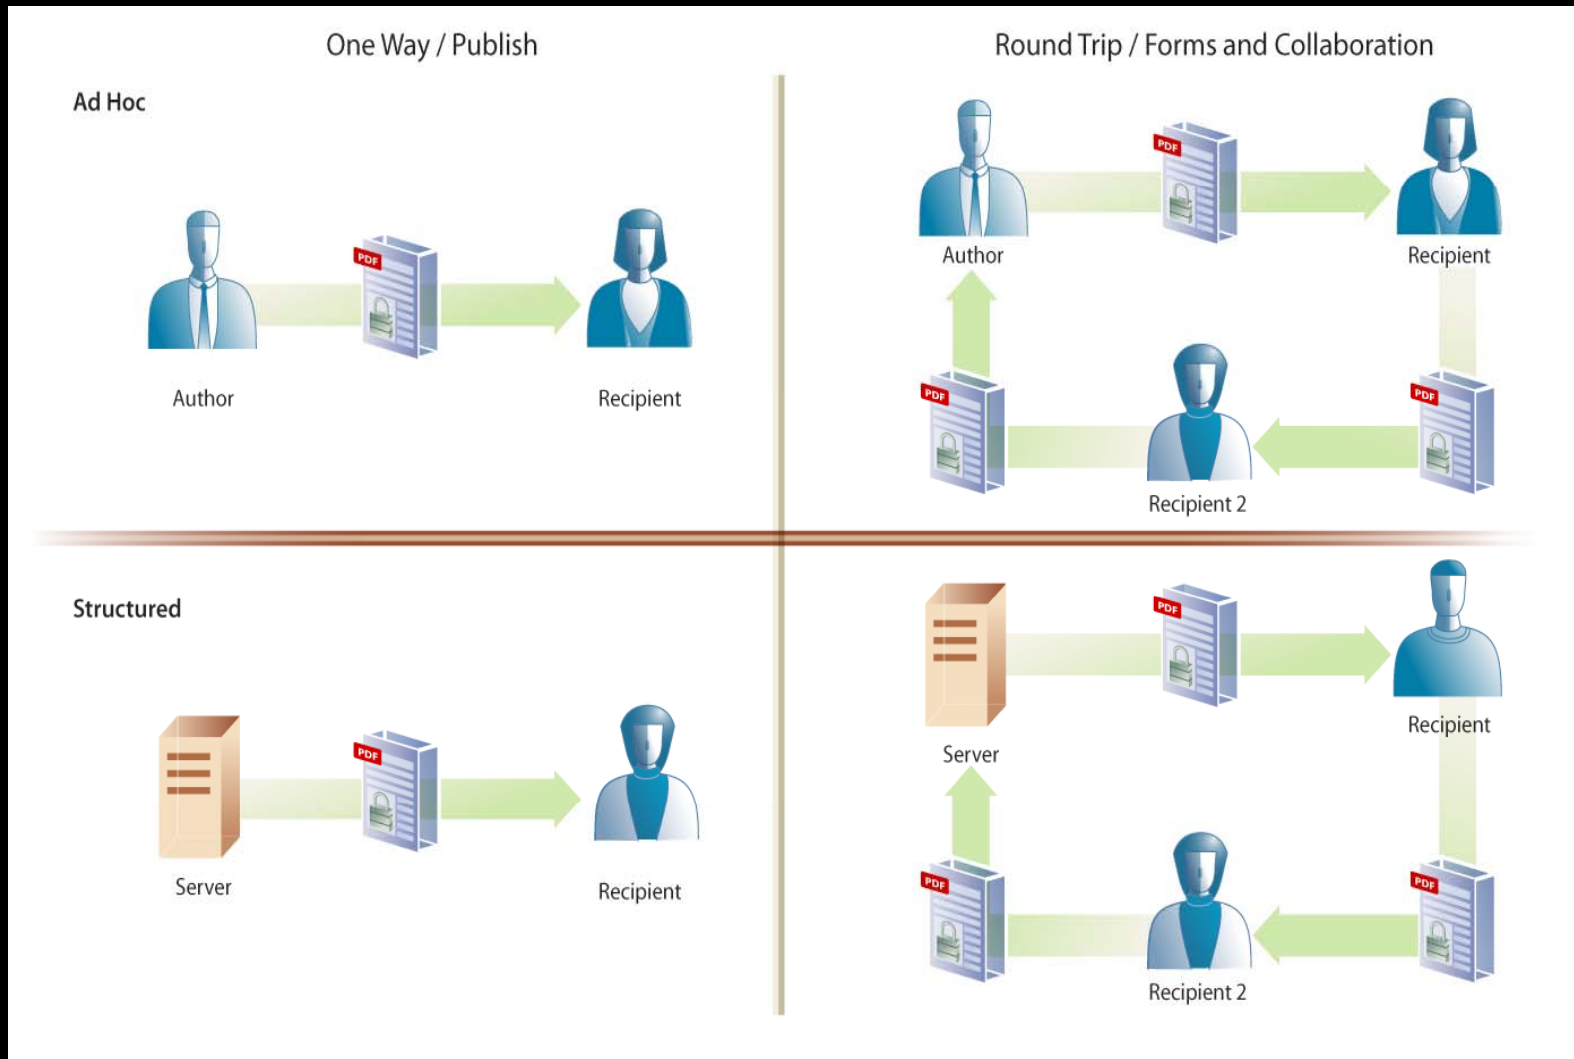 One Way / Publish
Round Trip / Forms and Collaboration
Ad Hoc
PDF
Author
Recipient
PDF
Author
Recipient
PDF
PDF
Recipient 2
Structured
PDF
Server
Recipient
PDF
Server
Recipient
PDF
PDF
Recipient 2